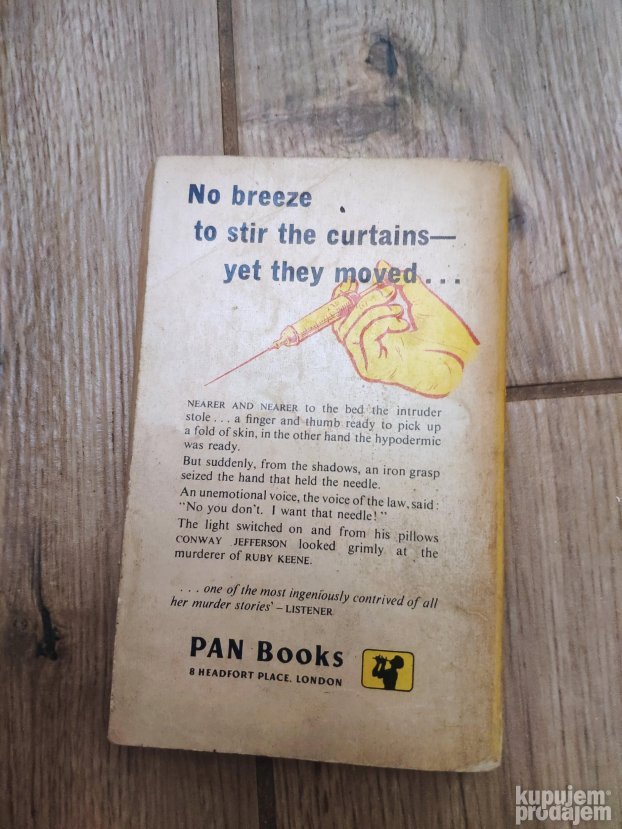 No breeze
to stir the curtains—
yet they moved...
NEARER AND NEARER to the bed the intruder
stole... a finger and thumb ready to pick up
a fold of skin, in the other hand the hypodermic
was ready.
But suddenly, from the shadows, an iron grasp
seized the hand that held the needle.
An unemotional voice, the voice of the law, said:
"No you don't. I want that needle!"
The light switched on and from his pillows
CONWAY JEFFERSON looked grimly at the
murderer of RUBY KEENE.
... one of the most ingeniously contrived of all
her murder stories' – LISTENER
PAN Books
8 HEADFORT PLACE, LONDON
kupujem
prodajem